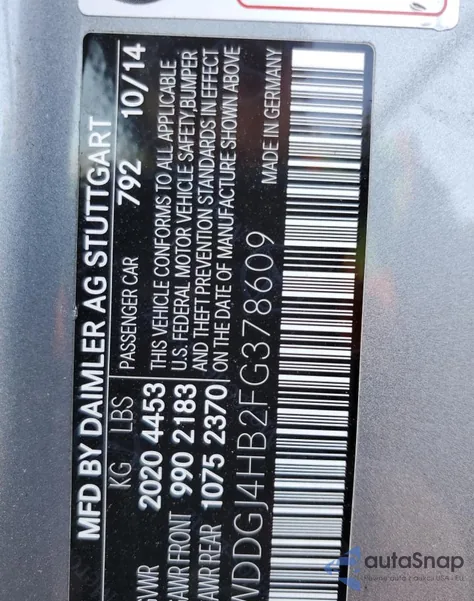 MFD BY DAIMLER AG STUTTGART
KG LBS PASSENGER CAR 792 10/14
GVWR 2020 4453
GAWR FRONT 990 2183
GAWR REAR 1075 2370
THIS VEHICLE CONFORMS TO ALL APPLICABLE
U.S. FEDERAL MOTOR VEHICLE SAFETY BUMPER
AND THEFT PREVENTION STANDARDS IN EFFECT
ON THE DATE OF MANUFACTURE SHOWN ABOVE
WDDGJ4HB2FG378609
MADE IN GERMANY
autoSnap